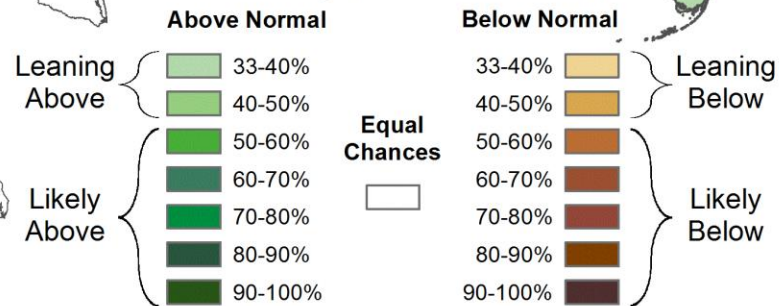 Above Normal
Leaning
Above
33-40%
40-50%
Likely
Above
50-60%
60-70%
70-80%
80-90%
90-100%
Equal
Chances
Below Normal
33-40%
40-50%
Leaning
Below
50-60%
60-70%
70-80%
80-90%
90-100%
Likely
Below